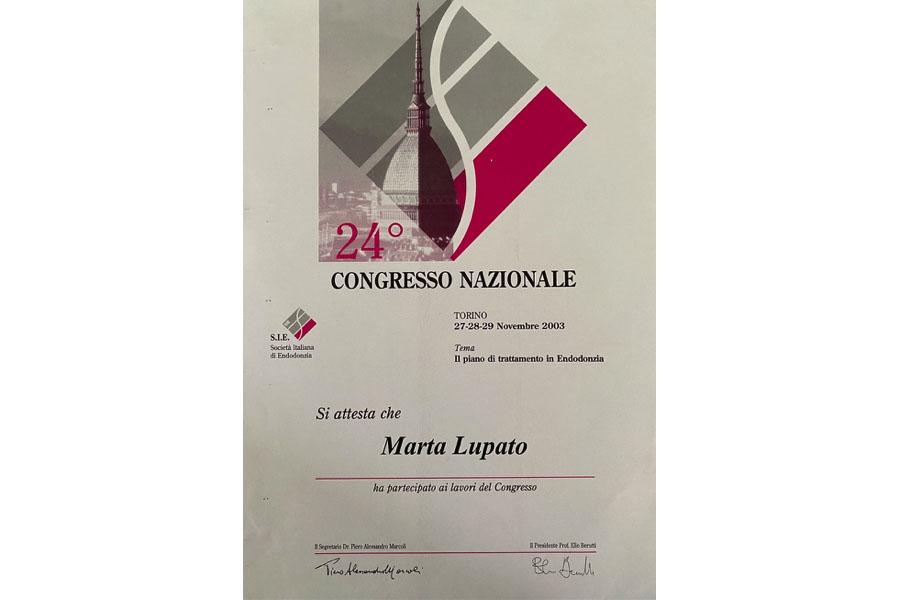 24°
CONGRESSO NAZIONALE
S.I.E.
Società Italiana
di Endodonzia
TORINO
27-28-29 Novembre 2003
Tema
Il piano di trattamento in Endodonzia
Si attesta che
Marta Lupato
ha partecipato ai lavori del Congresso
Il Segretario Dr. Piero Alessandro Marcoli
Il Presidente Prof. Elio Berutti